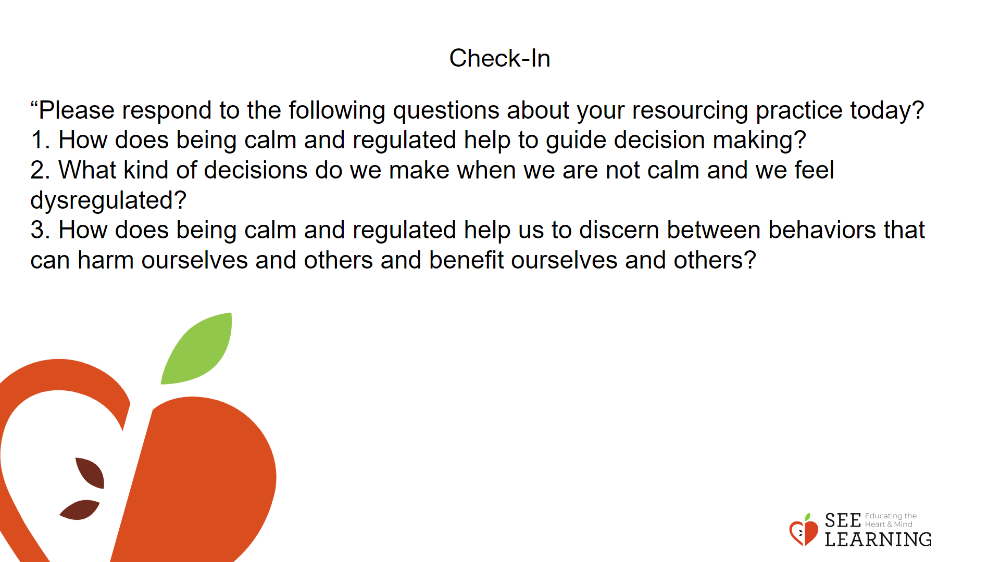 Check-In
“Please respond to the following questions about your resourcing practice today?
1. How does being calm and regulated help to guide decision making?
2. What kind of decisions do we make when we are not calm and we feel
dysregulated?
3. How does being calm and regulated help us to discern between behaviors that
can harm ourselves and others and benefit ourselves and others?
SEE Educating the
Heart & Mind
LEARNING